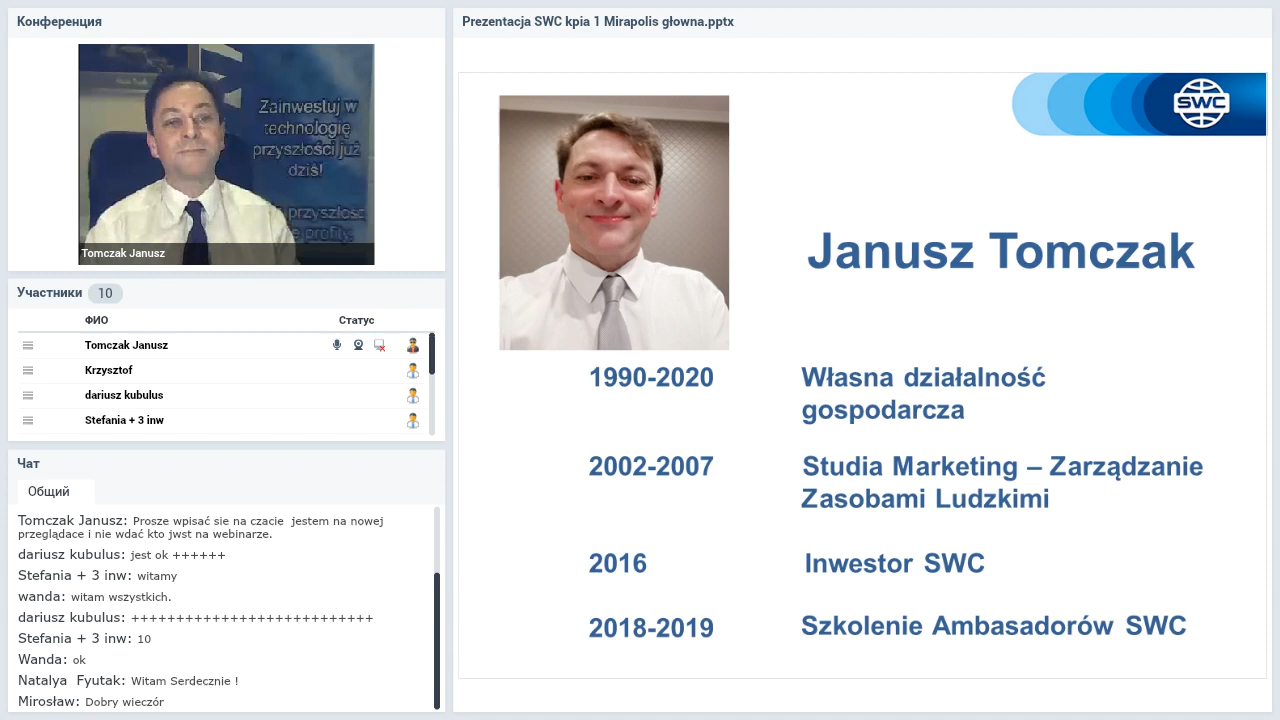 Конференция
Zainwestuj w
technologię
przyszłości już
dziś!
przyszłość
profity,
Tomczak Janusz
Участники 10
ФИО Статус
Tomczak Janusz
Krzysztof
dariusz kubulus
Stefania + 3 inw
Чат
Общий
Tomczak Janusz: Prosze wpisać sie na czacie jestem na nowej
przeglądace i nie wdać kto jwst na webinarze.
dariusz kubulus: jest ok ++++++
Stefania + 3 inw: witamy
wanda: witam wszystkich.
dariusz kubulus: +++++++++++++++++++++++++++
Stefania + 3 inw: 10
Wanda: ok
Natalya Fyutak: Witam Serdecznie !
Mirosław: Dobry wieczór
Prezentacja SWC kpia 1 Mirapolis głowna.pptx
SWC
Janusz Tomczak
1990-2020 Własna działalność
gospodarcza
2002-2007 Studia Marketing – Zarządzanie
Zasobami Ludzkimi
2016 Inwestor SWC
2018-2019 Szkolenie Ambasadorów SWC